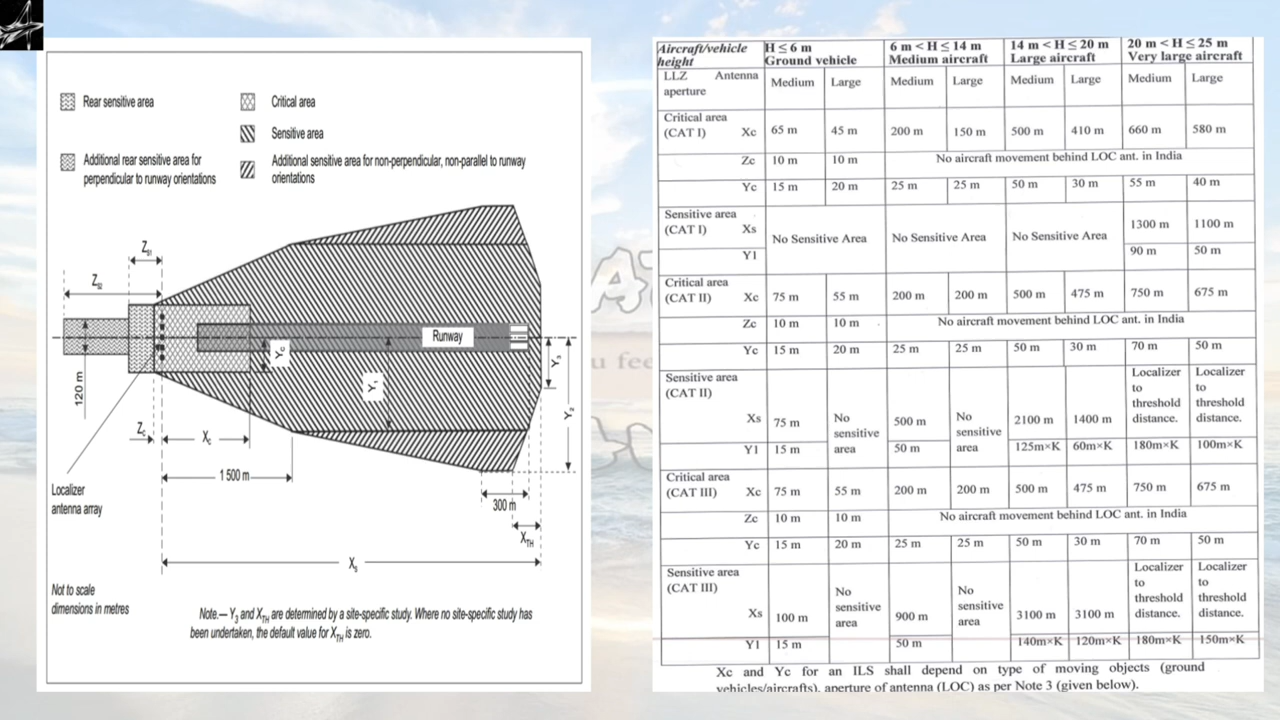 Rear sensitive area
Critical area
Sensitive area
Additional rear sensitive area for
perpendicular to runway orientations
Additional sensitive area for non-perpendicular, non-parallel to runway
orientations
Z
Z
Runway
Yc
Y1
Y3
Y2
120 m
Zc
Xc
1 500 m
300 m
XTH
Xs
Localizer
antenna array
Not to scale
dimensions in metres
Note.— Y3 and XTH are determined by a site-specific study. Where no site-specific study has
been undertaken, the default value for XTH is zero.
Aircraft/vehicle height H ≤ 6 m Ground vehicle 6 m < H ≤ 14 m Medium aircraft 14 m < H ≤ 20 m Large aircraft 20 m < H ≤ 25 m Very large aircraft
LLZ Antenna aperture Medium Large Medium Large Medium Large Medium Large
Critical area (CAT I) Xc 65 m 45 m 200 m 150 m 500 m 410 m 660 m 580 m
Zc 10 m 10 m No aircraft movement behind LOC ant. in India
Yc 15 m 20 m 25 m 25 m 50 m 30 m 55 m 40 m
Sensitive area (CAT I) Xs No Sensitive Area No Sensitive Area No Sensitive Area 1300 m 1100 m
Y1 90 m 50 m
Critical area (CAT II) Xc 75 m 55 m 200 m 200 m 500 m 475 m 750 m 675 m
Zc 10 m 10 m No aircraft movement behind LOC ant. in India
Yc 15 m 20 m 25 m 25 m 50 m 30 m 70 m 50 m
Sensitive area (CAT II) Xs 75 m No sensitive area 500 m No sensitive area 2100 m 1400 m Localizer to threshold distance. Localizer to threshold distance.
Y1 15 m 50 m 125m×K 60m×K 180m×K 100m×K
Critical area (CAT III) Xc 75 m 55 m 200 m 200 m 500 m 475 m 750 m 675 m
Zc 10 m 10 m No aircraft movement behind LOC ant. in India
Yc 15 m 20 m 25 m 25 m 50 m 30 m 70 m 50 m
Sensitive area (CAT III) Xs 100 m No sensitive area 900 m No sensitive area 3100 m 3100 m Localizer to threshold distance. Localizer to threshold distance.
Y1 15 m 50 m 140m×K 120m×K 180m×K 150m×K
Xc and Yc for an ILS shall depend on type of moving objects (ground
vehicles/aircrafts), aperture of antenna (LOC) as per Note 3 (given below).